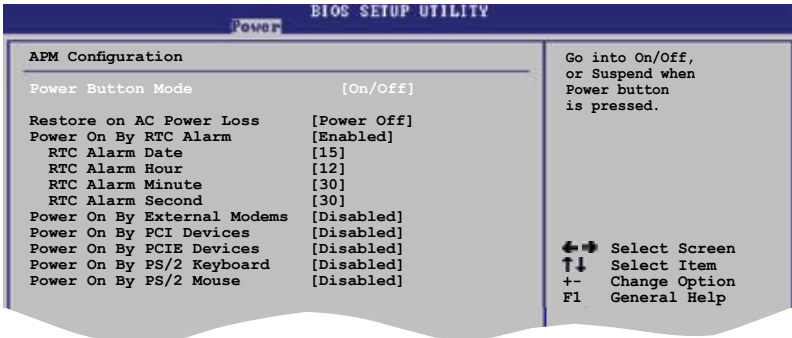 BIOS SETUP UTILITY
Power
APM Configuration
Power Button Mode [On/Off]
Restore on AC Power Loss [Power Off]
Power On By RTC Alarm [Enabled]
RTC Alarm Date [15]
RTC Alarm Hour [12]
RTC Alarm Minute [30]
RTC Alarm Second [30]
Power On By External Modems [Disabled]
Power On By PCI Devices [Disabled]
Power On By PCIE Devices [Disabled]
Power On By PS/2 Keyboard [Disabled]
Power On By PS/2 Mouse [Disabled]
Go into On/Off,
or Suspend when
Power button
is pressed.
←→ Select Screen
↑↓ Select Item
+- Change Option
F1 General Help